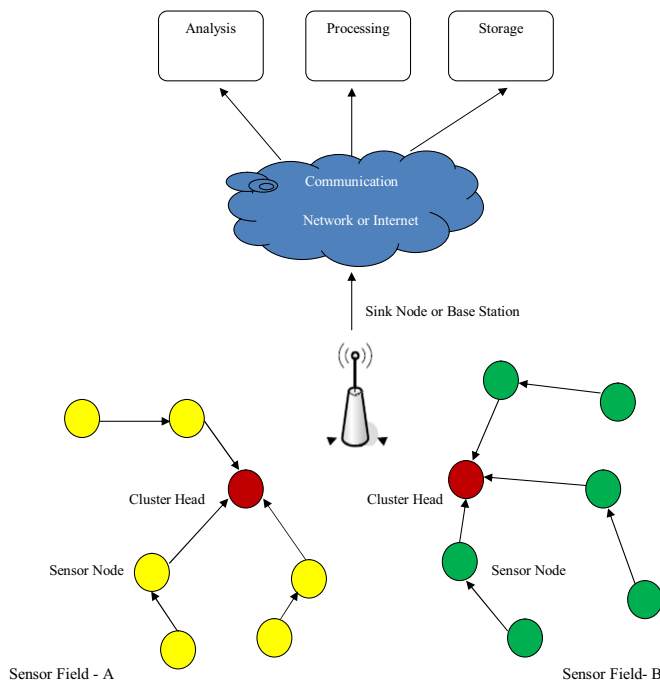 Analysis
Processing
Storage
Communication
Network or Internet
Sink Node or Base Station
Cluster Head
Cluster Head
Sensor Node
Sensor Node
Sensor Field - A
Sensor Field- B